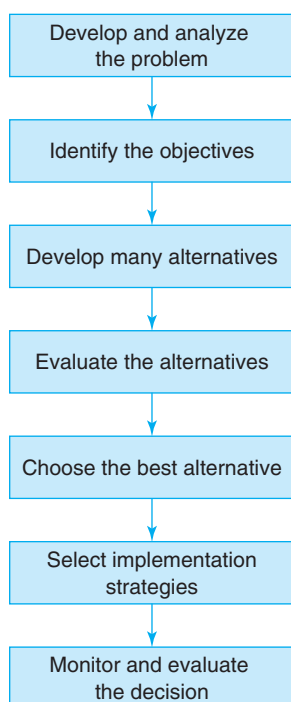 Develop and analyze
the problem
Identify the objectives
Develop many alternatives
Evaluate the alternatives
Choose the best alternative
Select implementation
strategies
Monitor and evaluate
the decision